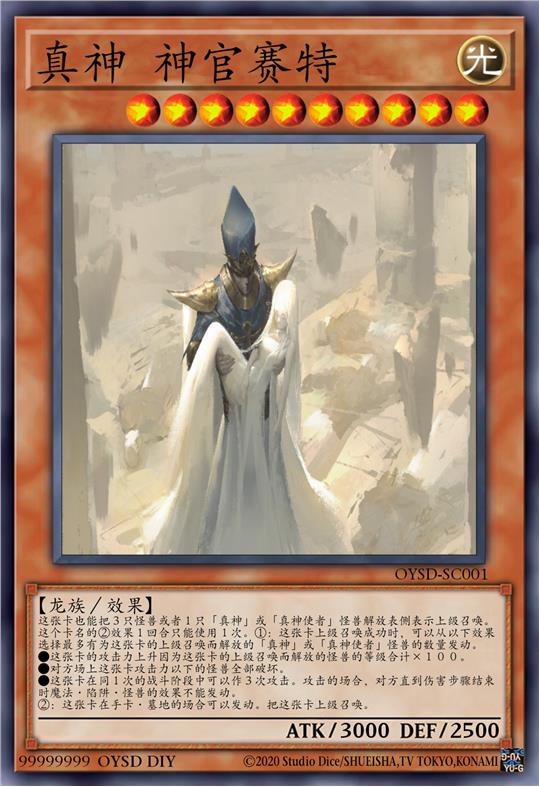 真神 神官赛特
光
OYSD-SC001
【龙族／效果】
这张卡也能把３只怪兽或者１只「真神」或「真神使者」怪兽解放表侧表示上级召唤。
这个卡名的②效果１回合只能使用１次。①：这张卡上级召唤成功时，可以从以下效果
选择最多有为这张卡的上级召唤而解放的「真神」或「真神使者」怪兽的数量发动。
●这张卡的攻击力上升因为这张卡的上级召唤而解放的怪兽的等级合计×１００。
●对方场上这张卡攻击力以下的怪兽全部破坏。
●这张卡在同１次的战斗阶段中可以作３次攻击。攻击的场合，对方直到伤害步骤结束
时魔法·陷阱·怪兽的效果不能发动。
②：这张卡在手卡·墓地的场合可以发动。把这张卡上级召唤。
ATK/3000 DEF/2500
99999999 OYSD DIY ©2020 Studio Dice/SHUEISHA,TV TOKYO,KONAMI